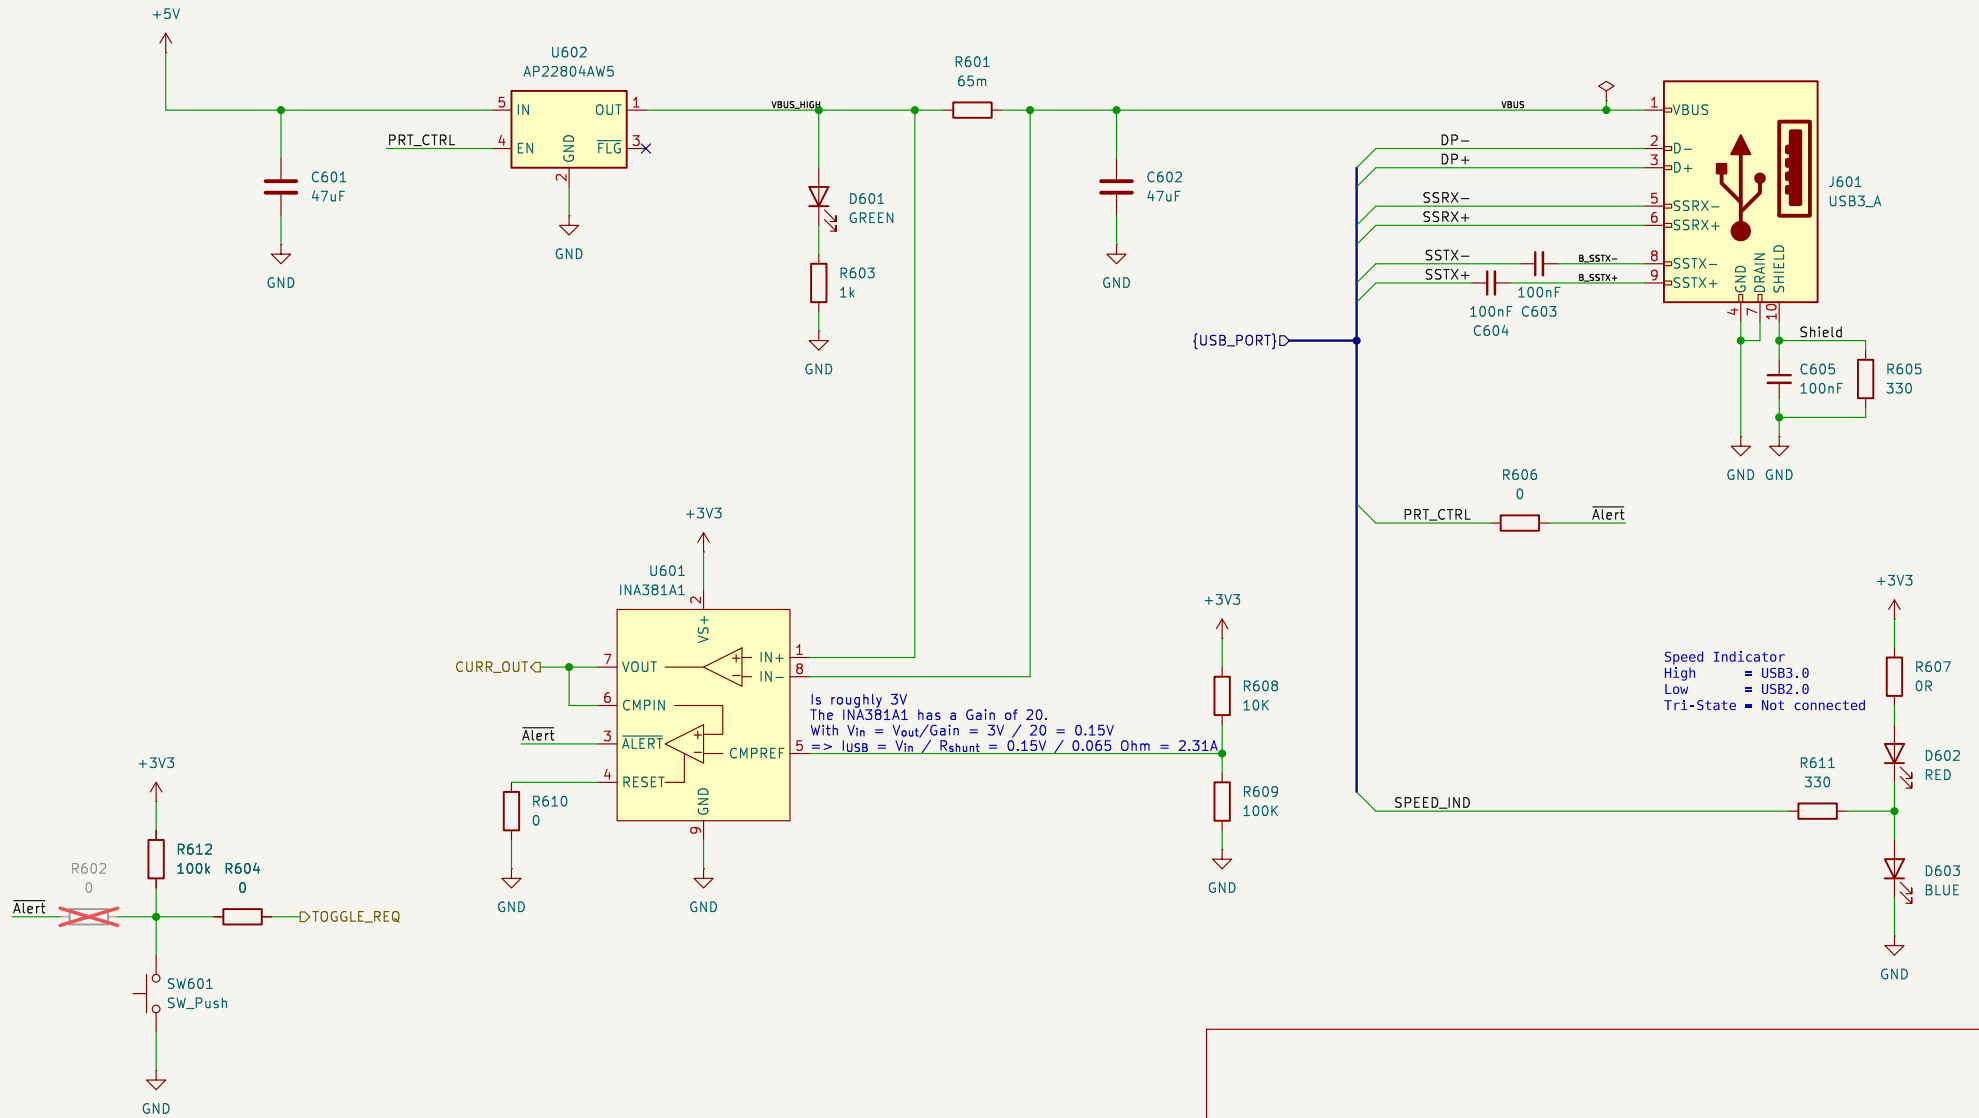 +5V
U602
AP22804AW5
5
IN
OUT
1
PRT_CTRL
4
EN
GND
FLG
3
2
GND
C601
47uF
GND
VBUS_HIGH
D601
GREEN
R603
1k
GND
R601
65m
C602
47uF
GND
VBUS
1
VBUS
DP-
2
D-
DP+
3
D+
SSRX-
5
SSRX-
SSRX+
6
SSRX+
SSTX-
B_SSTX-
8
SSTX-
SSTX+
B_SSTX+
9
SSTX+
100nF
C603
100nF
C604
GND
DRAIN
SHIELD
4
7
10
J601
USB3_A
{USB_PORT}
Shield
C605
100nF
R605
330
GND
GND
R606
0
PRT_CTRL
Alert
+3V3
U601
INA381A1
2
VS+
CURR_OUT
7
VOUT
IN+
1
IN-
8
6
CMPIN
Alert
3
ALERT
CMPREF
5
4
RESET
GND
9
GND
R610
0
GND
Is roughly 3V
The INA381A1 has a Gain of 20.
With Vin = Vout/Gain = 3V / 20 = 0.15V
=> IUSB = Vin / Rshunt = 0.15V / 0.065 Ohm = 2.31A
+3V3
R608
10K
R609
100K
GND
Speed Indicator
High = USB3.0
Low = USB2.0
Tri-State = Not connected
+3V3
R607
0R
D602
RED
R611
330
SPEED_IND
D603
BLUE
GND
+3V3
R612
100k
R602
0
R604
0
Alert
TOGGLE_REQ
SW601
SW_Push
GND